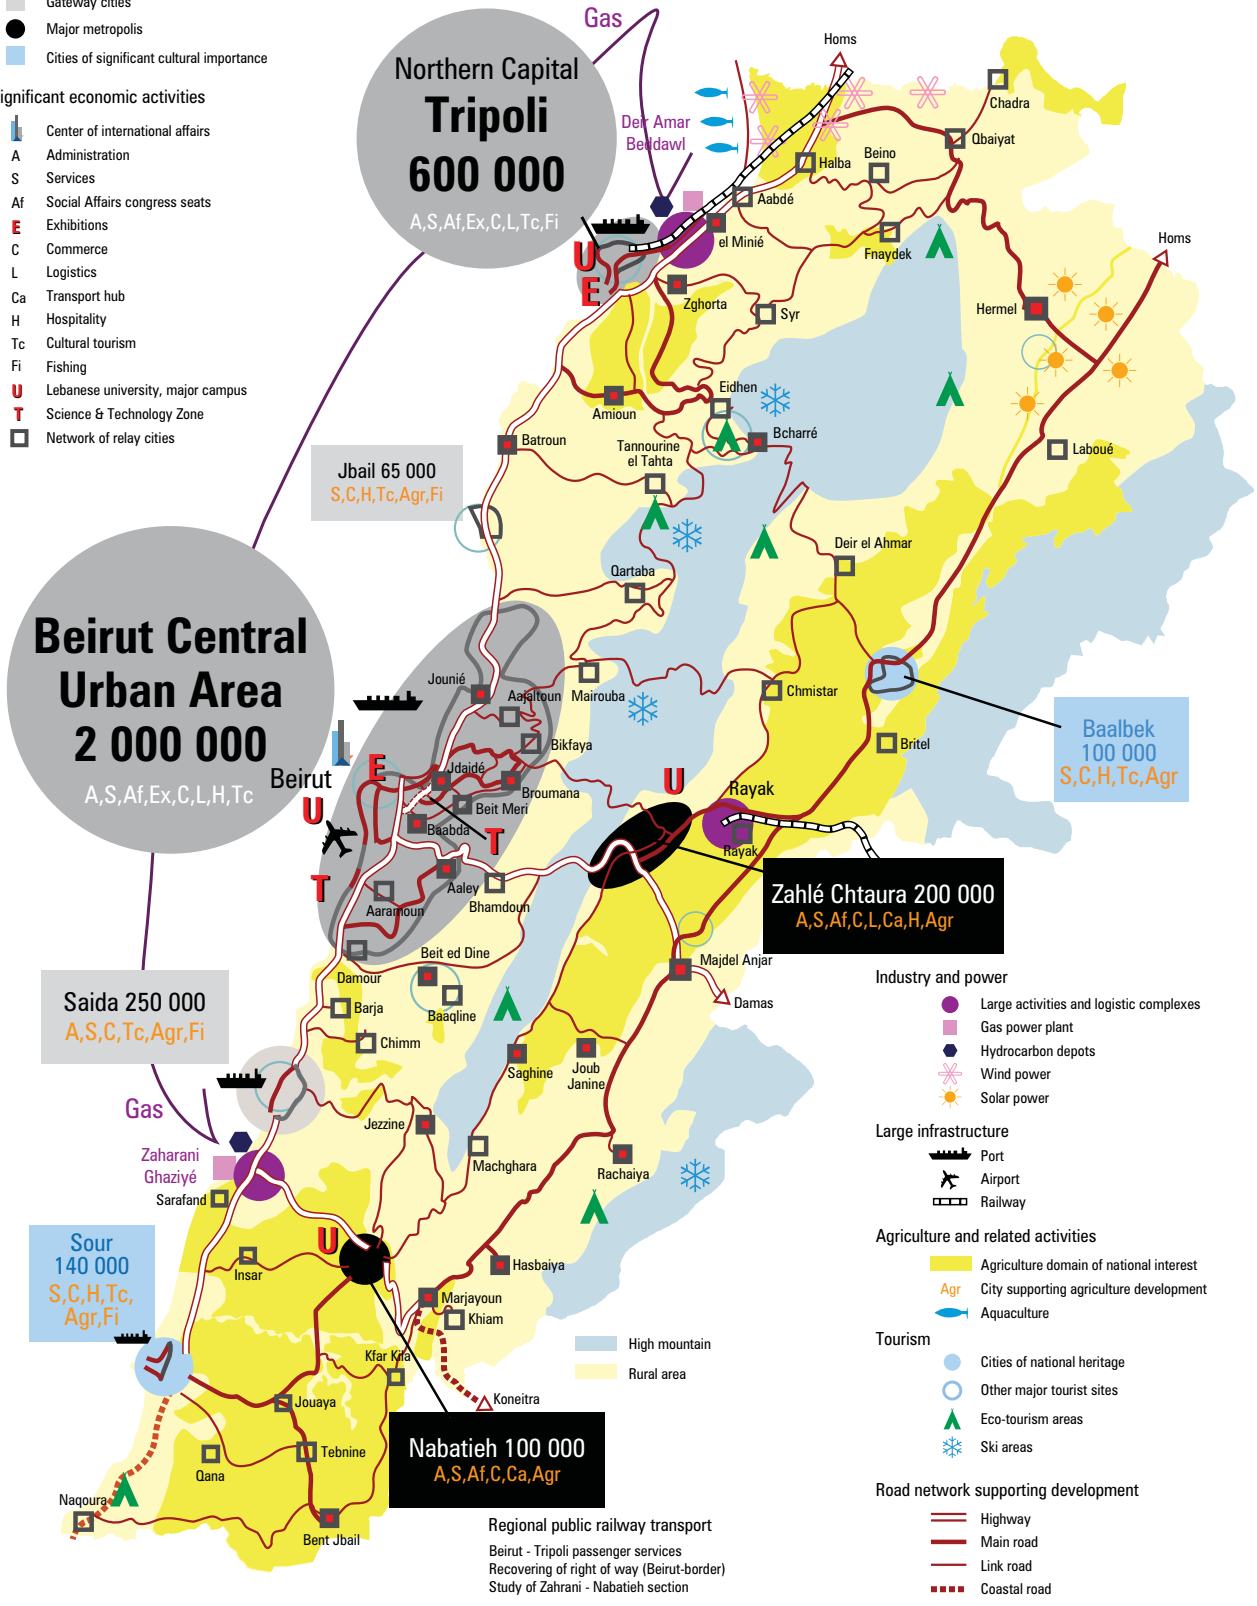 Gateway cities
Major metropolis
Cities of significant cultural importance
ignificant economic activities
Center of international affairs
A Administration
S Services
Af Social Affairs congress seats
E Exhibitions
C Commerce
L Logistics
Ca Transport hub
H Hospitality
Tc Cultural tourism
Fi Fishing
U Lebanese university, major campus
T Science & Technology Zone
Network of relay cities
Northern Capital
Tripoli
600 000
A,S,Af,Ex,C,L,Tc,Fi
Gas
Deir Amar
Beddawl
Homs
Chadra
Qbaiyat
Halba
Beino
Aabdé
el Minié
Fnaydek
Homs
U
E
Zghorta
Syr
Hermel
Amioun
Eidhen
Bcharré
Batroun
Tannourine
el Tahta
Laboué
Jbail 65 000
S,C,H,Tc,Agr,Fi
Deir el Ahmar
Qartaba
Beirut Central
Urban Area
2 000 000
A,S,Af,Ex,C,L,H,Tc
Jounié
Aajaltoun
Mairouba
Chmistar
Bikfaya
Britel
Baalbek
100 000
S,C,H,Tc,Agr
Beirut
E
U
Jdaidé
Broumana
Beit Meri
Baabda
T
U
Rayak
Rayak
T
Aaley
Aaramoun
Bhamdoun
Zahlé Chtaura 200 000
A,S,Af,C,L,Ca,H,Agr
Damour
Beit ed Dine
Baaqline
Majdel Anjar
Damas
Barja
Chimm
Saida 250 000
A,S,C,Tc,Agr,Fi
Saghine
Joub
Janine
Gas
Jezzine
Machghara
Rachaiya
Zaharani
Ghaziyé
Sarafand
U
Sour
140 000
S,C,H,Tc,
Agr,Fi
Insar
Hasbaiya
Marjayoun
Khiam
Kfar Kila
Koneitra
Jouaya
Tebnine
Qana
Naqoura
Bent Jbail
Nabatieh 100 000
A,S,Af,C,Ca,Agr
Regional public railway transport
Beirut - Tripoli passenger services
Recovering of right of way (Beirut-border)
Study of Zahrani - Nabatieh section
High mountain
Rural area
Industry and power
Large activities and logistic complexes
Gas power plant
Hydrocarbon depots
Wind power
Solar power
Large infrastructure
Port
Airport
Railway
Agriculture and related activities
Agriculture domain of national interest
Agr City supporting agriculture development
Aquaculture
Tourism
Cities of national heritage
Other major tourist sites
Eco-tourism areas
Ski areas
Road network supporting development
Highway
Main road
Link road
Coastal road